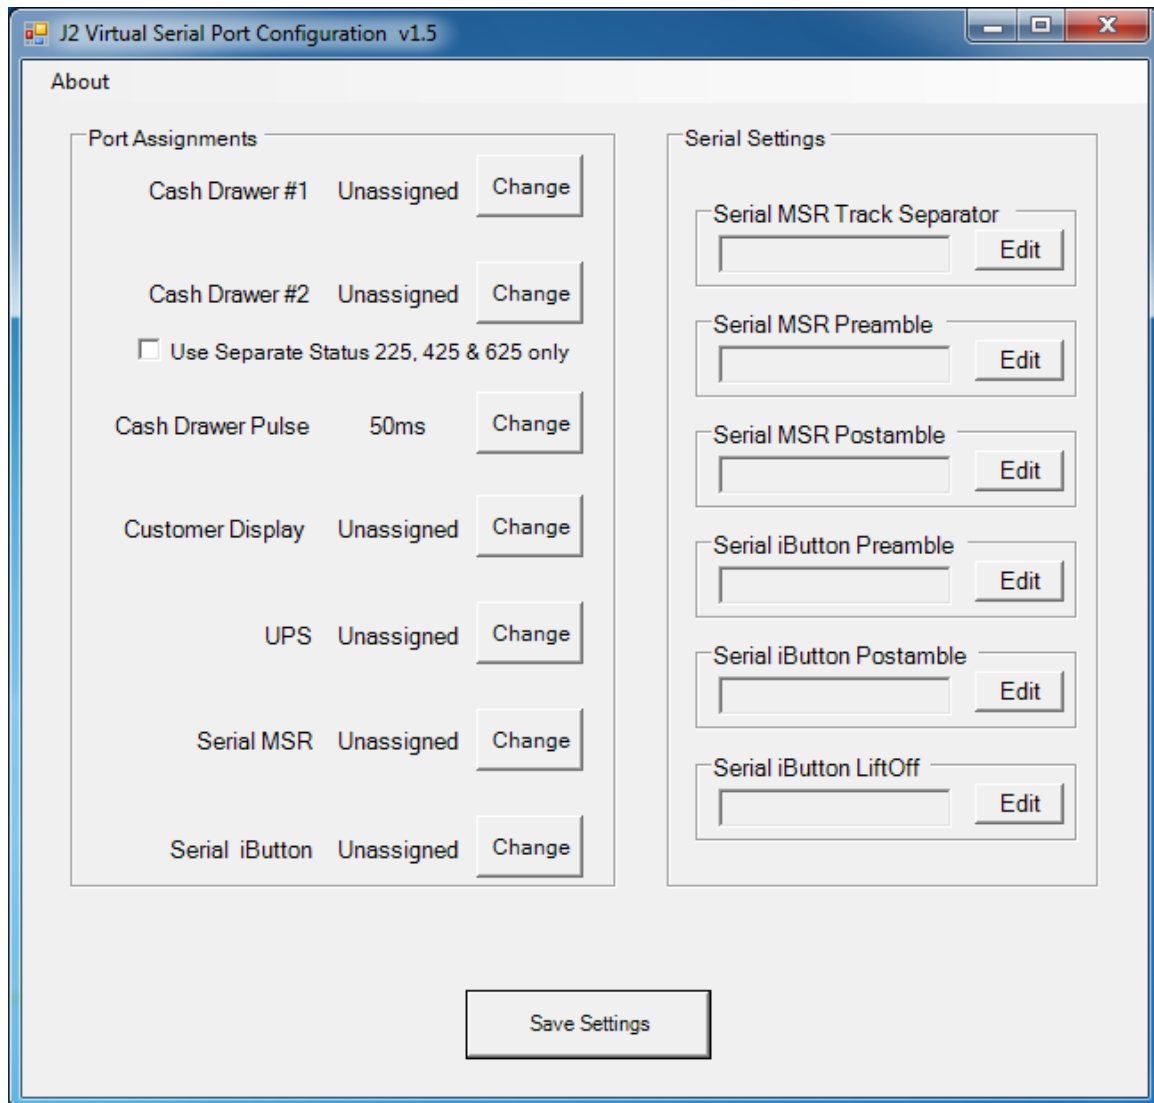 J2 Virtual Serial Port Configuration v1.5
About
Port Assignments
Cash Drawer #1 Unassigned Change
Cash Drawer #2 Unassigned Change
Use Separate Status 225, 425 & 625 only
Cash Drawer Pulse 50ms Change
Customer Display Unassigned Change
UPS Unassigned Change
Serial MSR Unassigned Change
Serial iButton Unassigned Change
Serial Settings
Serial MSR Track Separator
Edit
Serial MSR Preamble
Edit
Serial MSR Postamble
Edit
Serial iButton Preamble
Edit
Serial iButton Postamble
Edit
Serial iButton LiftOff
Edit
Save Settings